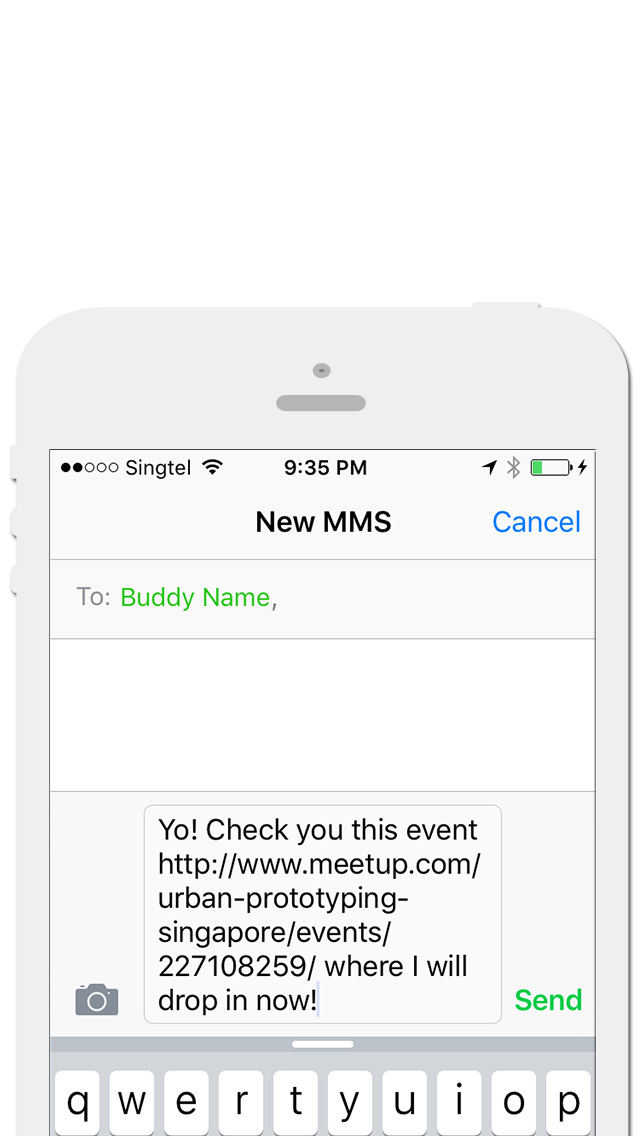 Singtel 9:35 PM
New MMS Cancel
To: Buddy Name,
Yo! Check you this event
http://www.meetup.com/
urban-prototyping-
singapore/events/
227108259/ where I will
drop in now!
Send
q w e r t y u i o p